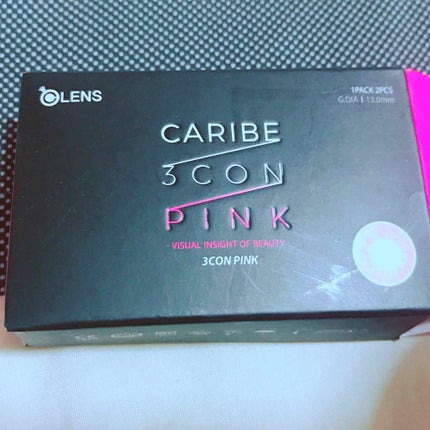 OLENS
1PACK 2PCS
G.DIA | 13.0mm
CARIBE
3CON
PINK
- VISUAL INSIGHT OF BEAUTY -
3CON PINK